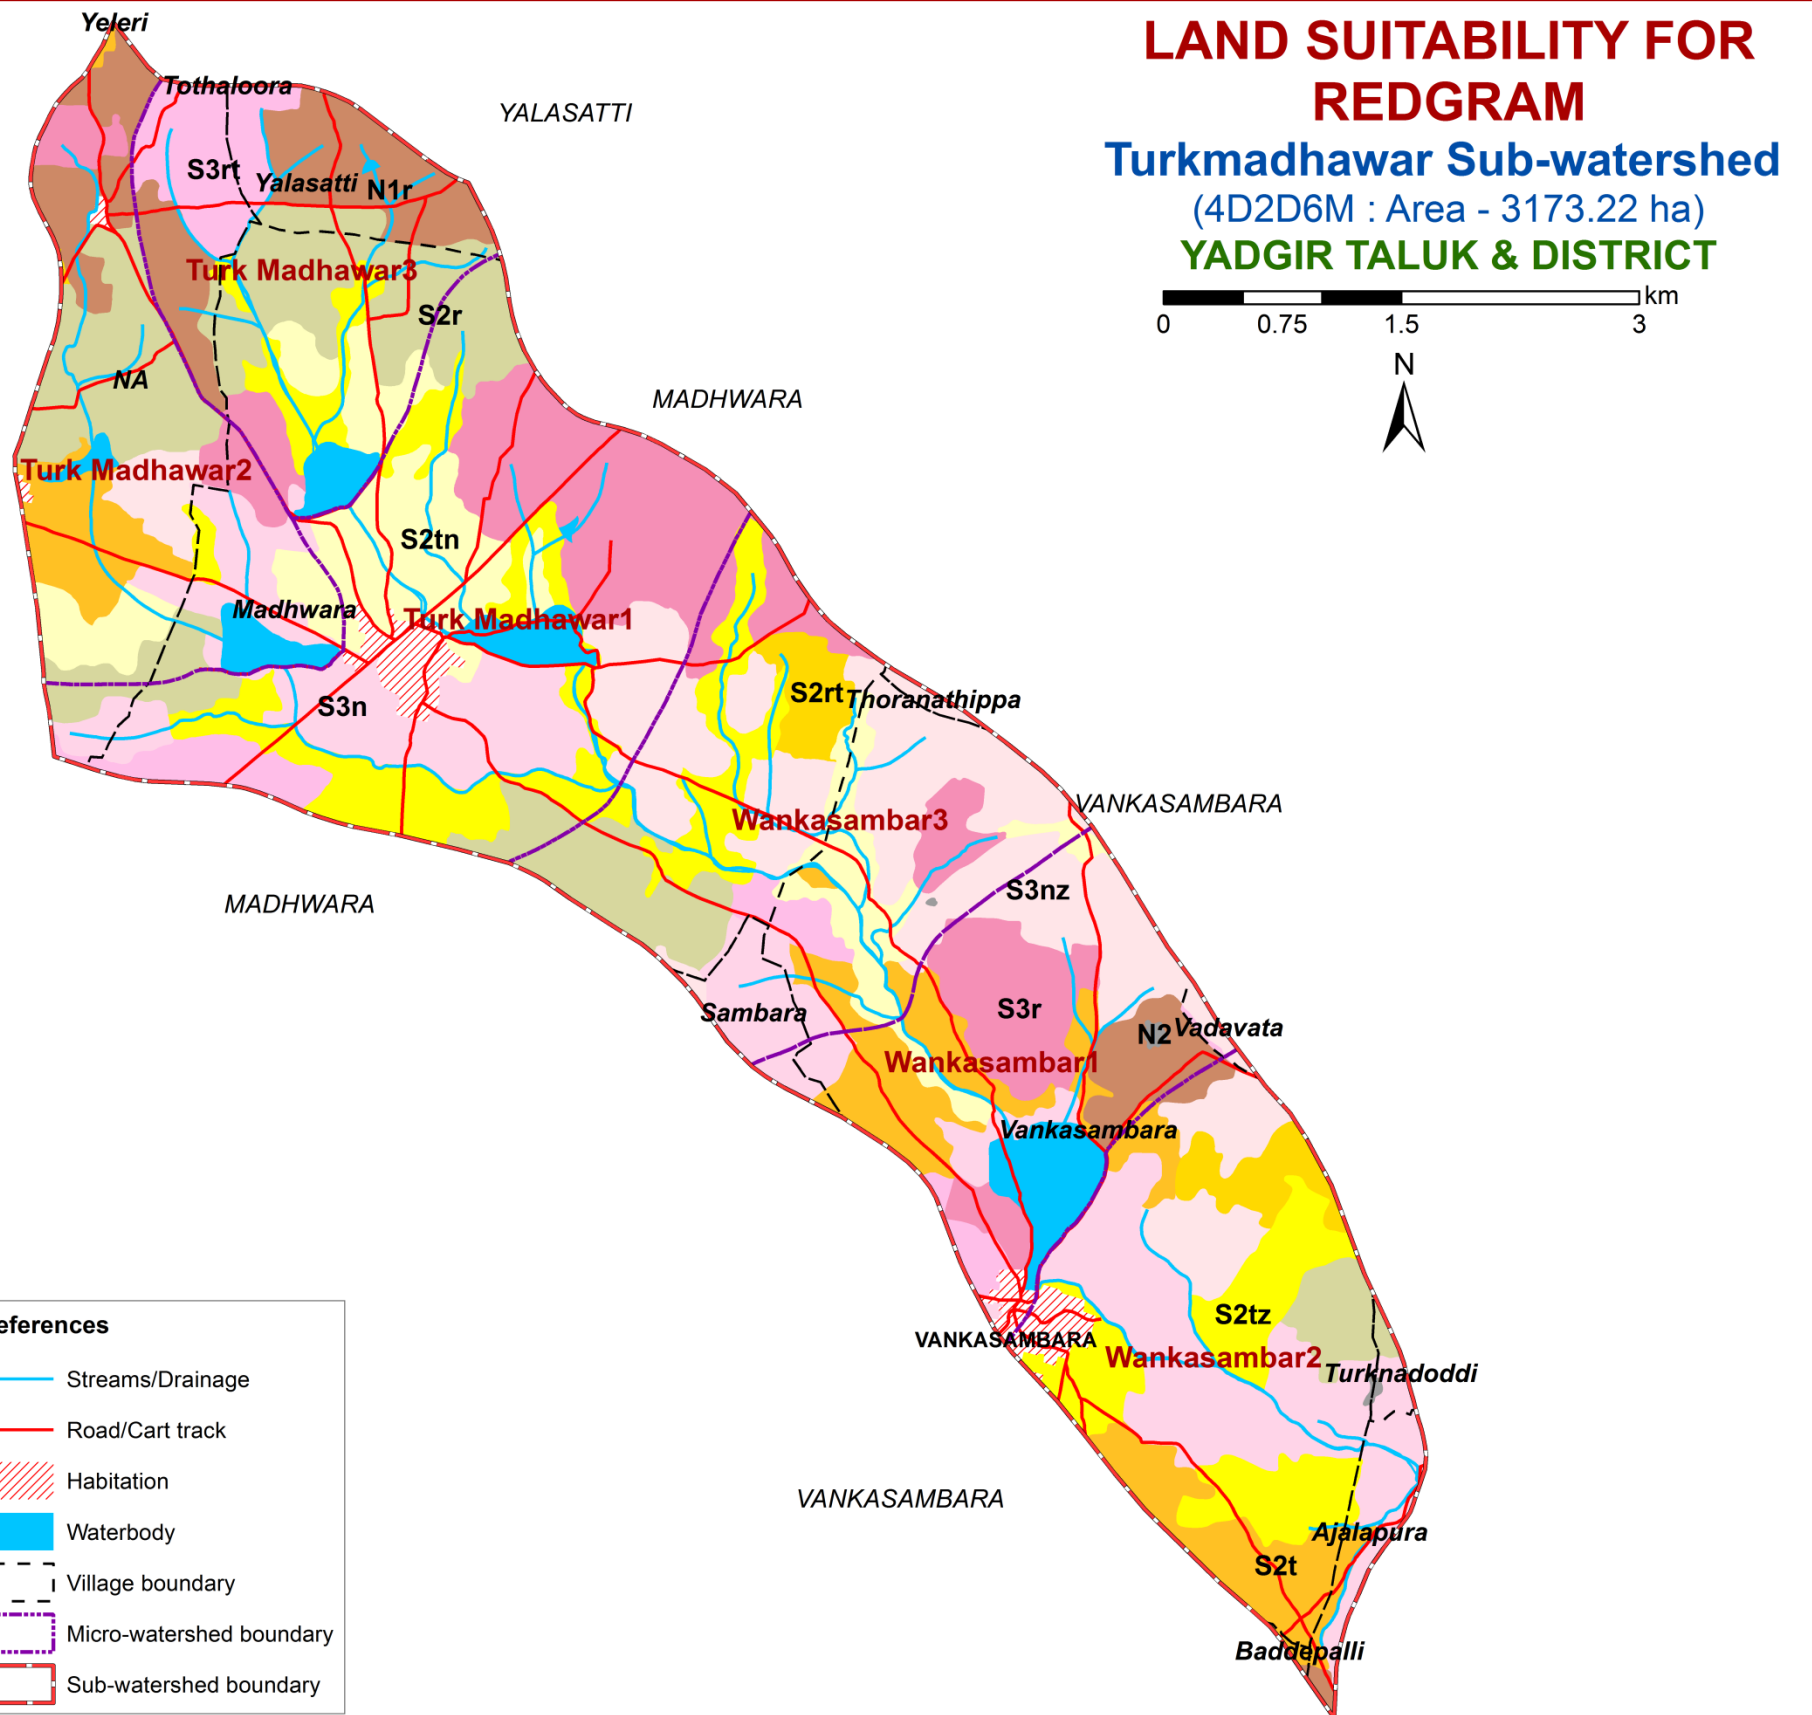 LAND SUITABILITY FOR
REDGRAM
Turkmadhawar Sub-watershed
(4D2D6M : Area - 3173.22 ha)
YADGIR TALUK & DISTRICT
km
0 0.75 1.5 3
N
Yeleri
Tothaloora
YALASATTI
S3rt
Yalasatti
N1r
Turk Madhawar3
S2r
NA
MADHWARA
Turk Madhawar2
S2tn
Madhwara
Turk Madhawar1
S2rt
Thoranathippa
S3n
VANKASAMBARA
Wankasambar3
S3nz
MADHWARA
S3r
Sambara
N2
Vadavata
Wankasambar1
Vankasambara
S2tz
VANKASAMBARA
Wankasambar2
Turknadoddi
VANKASAMBARA
Ajalapura
S2t
Baddepalli
eferences
Streams/Drainage
Road/Cart track
Habitation
Waterbody
Village boundary
Micro-watershed boundary
Sub-watershed boundary